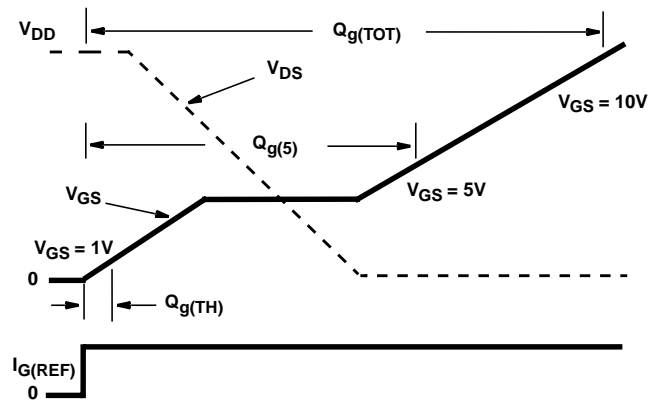 V_DD
Q_g(TOT)
V_DS
V_GS = 10V
Q_g(5)
V_GS
V_GS = 5V
V_GS = 1V
0
Q_g(TH)
I_G(REF)
0